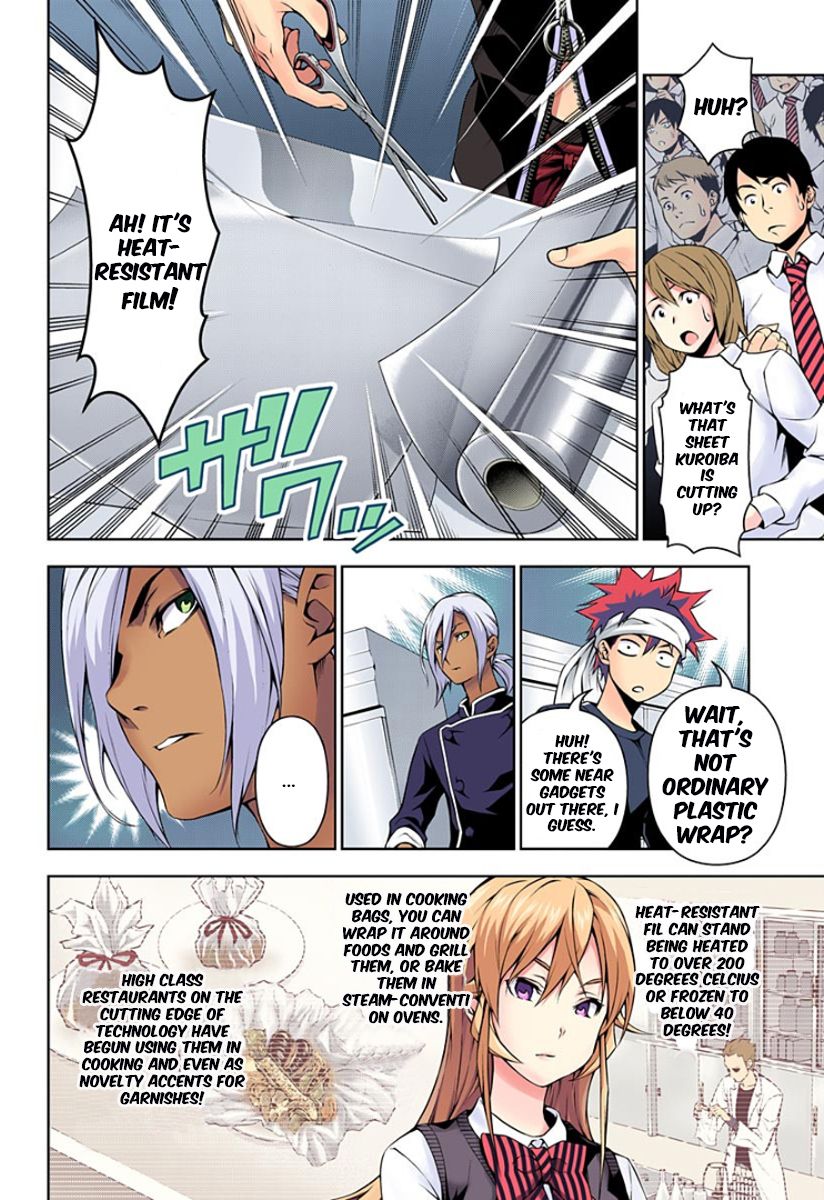 HUH?
WHAT'S
THAT
SHEET
KUROIBA
IS
CUTTING
UP?
AH! IT'S
HEAT-
RESISTANT
FILM!
ザワッ
WAIT,
THAT'S
NOT
ORDINARY
PLASTIC
WRAP?
HUH!
THERE'S
SOME NEAR
GADGETS
OUT THERE, I
GUESS.
...
HEAT-RESISTANT
FIL CAN STAND
BEING HEATED
TO OVER 200
DEGREES CELCIUS
OR FROZEN TO
BELOW 40
DEGREES!
USED IN COOKING
BAGS, YOU CAN
WRAP IT AROUND
FOODS AND GRILL
THEM, OR BAKE
THEM IN
STEAM-CONVENTI
ON OVENS.
HIGH CLASS
RESTAURANTS ON THE
CUTTING EDGE OF
TECHNOLOGY HAVE
BEGUN USING THEM IN
COOKING AND EVEN AS
NOVELTY ACCENTS FOR
GARNISHES!